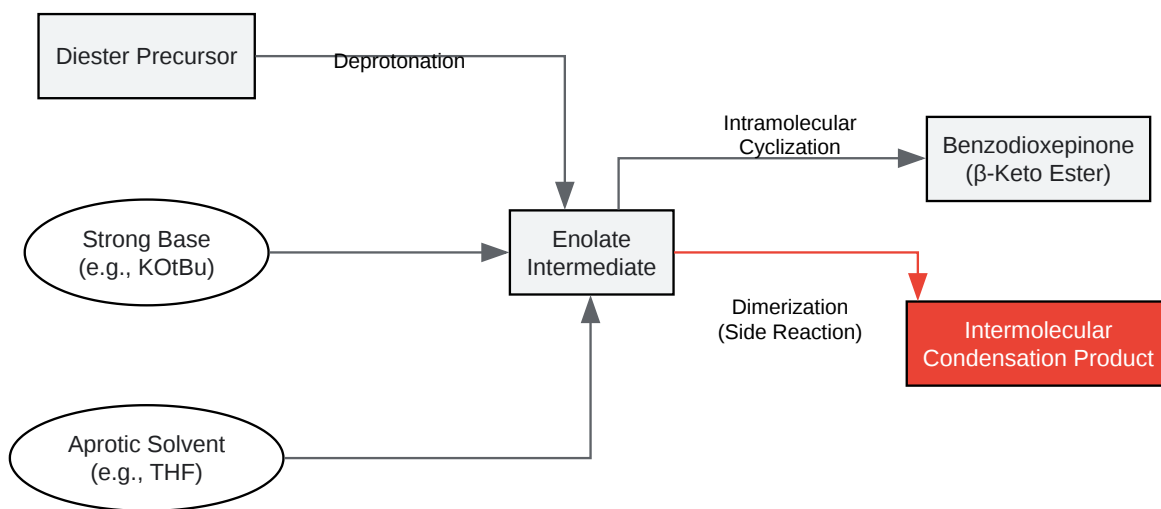 Diester Precursor
Deprotonation
Intramolecular
Cyclization
Benzodioxepinone
(β-Keto Ester)
Strong Base
(e.g., KOtBu)
Enolate
Intermediate
Dimerization
(Side Reaction)
Intermolecular
Condensation Product
Aprotic Solvent
(e.g., THF)